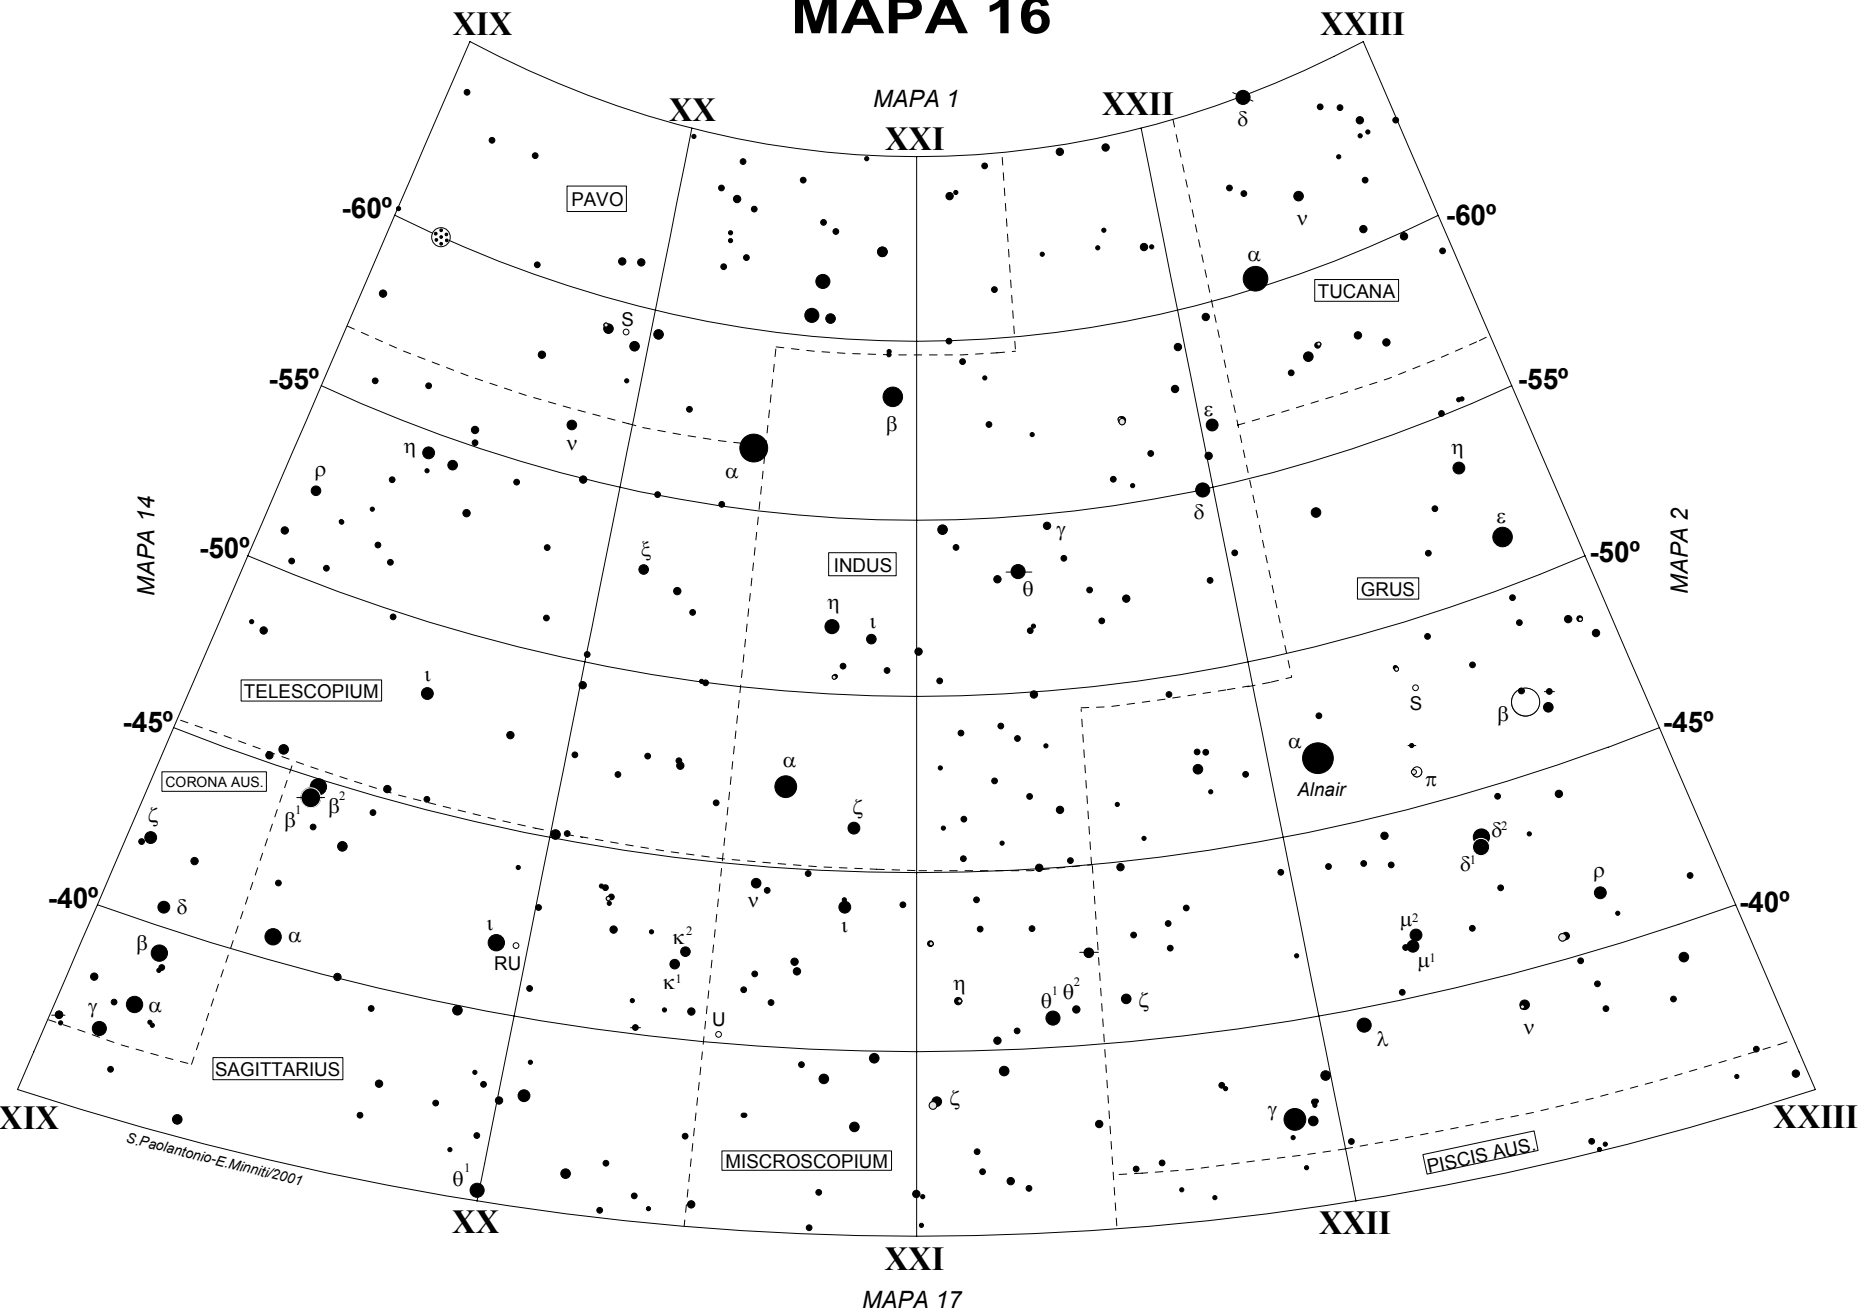 MAPA 16
XIX
XXIII
XX
MAPA 1
XXII
XXI
δ
PAVO
-60º
-60º
ν
α
TUCANA
S
-55º
-55º
ε
β
ν
η
α
η
ρ
MAPA 14
δ
ε
MAPA 2
γ
-50º
-50º
ξ
INDUS
θ
GRUS
η
ι
TELESCOPIUM
ι
S
β
-45º
-45º
α
α
Alnair
π
CORONA AUS.
β²
β¹
ζ
ζ
δ²
δ¹
ν
ρ
-40º
-40º
δ
ι
ι
μ²
α
β
κ²
RU
μ¹
κ¹
η
θ¹ θ²
ζ
γ
α
U
ν
λ
SAGITTARIUS
ζ
γ
XIX
XXIII
S.Paolantonio-E.Minniti/2001
MISCROSCOPIUM
PISCIS AUS.
θ¹
XX
XXII
XXI
MAPA 17